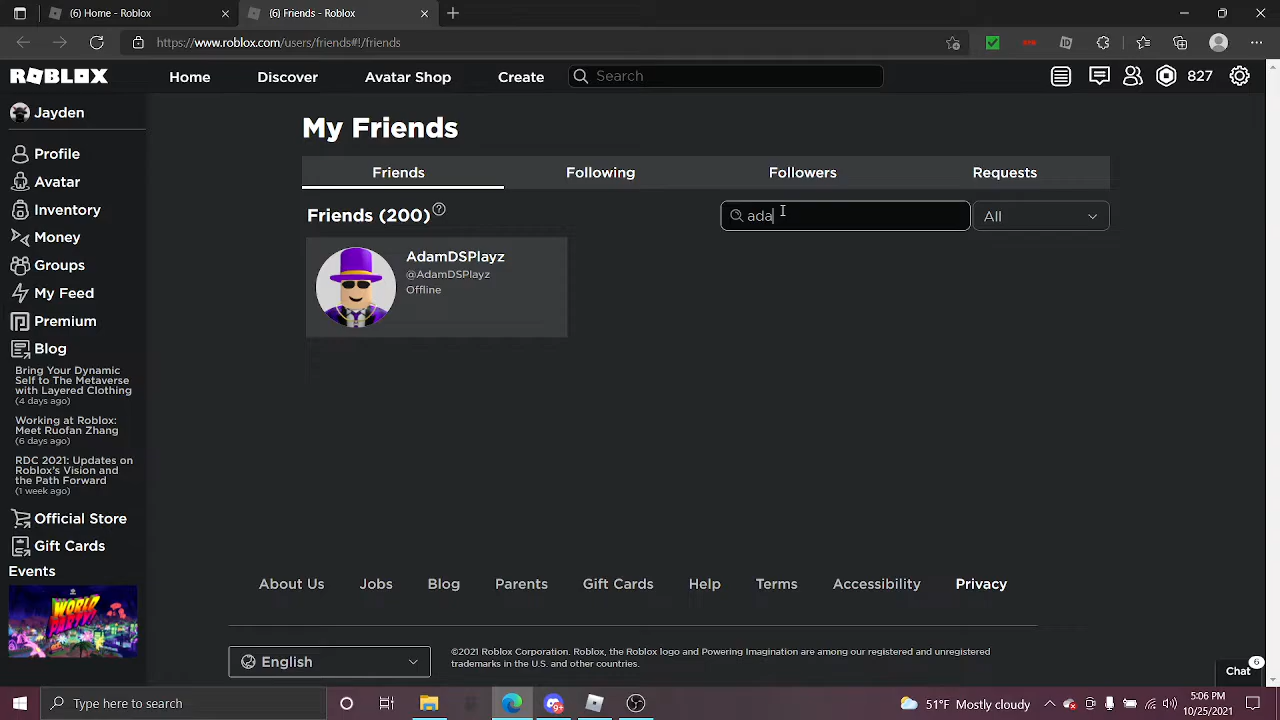 (6) Home - Roblox
(6) Friends - Roblox
https://www.roblox.com/users/friends#!/friends
ROBLOX
Home
Discover
Avatar Shop
Create
Search
827
Jayden
Profile
Avatar
Inventory
Money
Groups
My Feed
Premium
Blog
Bring Your Dynamic
Self to The Metaverse
with Layered Clothing
(4 days ago)
Working at Roblox:
Meet Ruofan Zhang
(6 days ago)
RDC 2021: Updates on
Roblox's Vision and
the Path Forward
(1 week ago)
Official Store
Gift Cards
Events
WORLD
PARTY!
My Friends
Friends
Following
Followers
Requests
Friends (200)
ada
All
AdamDSPlayz
@AdamDSPlayz
Offline
About Us
Jobs
Blog
Parents
Gift Cards
Help
Terms
Accessibility
Privacy
English
©2021 Roblox Corporation. Roblox, the Roblox logo and Powering Imagination are among our registered and unregistered
trademarks in the U.S. and other countries.
Chat
6
Type here to search
9+
51°F Mostly cloudy
5:06 PM
10/25/2021